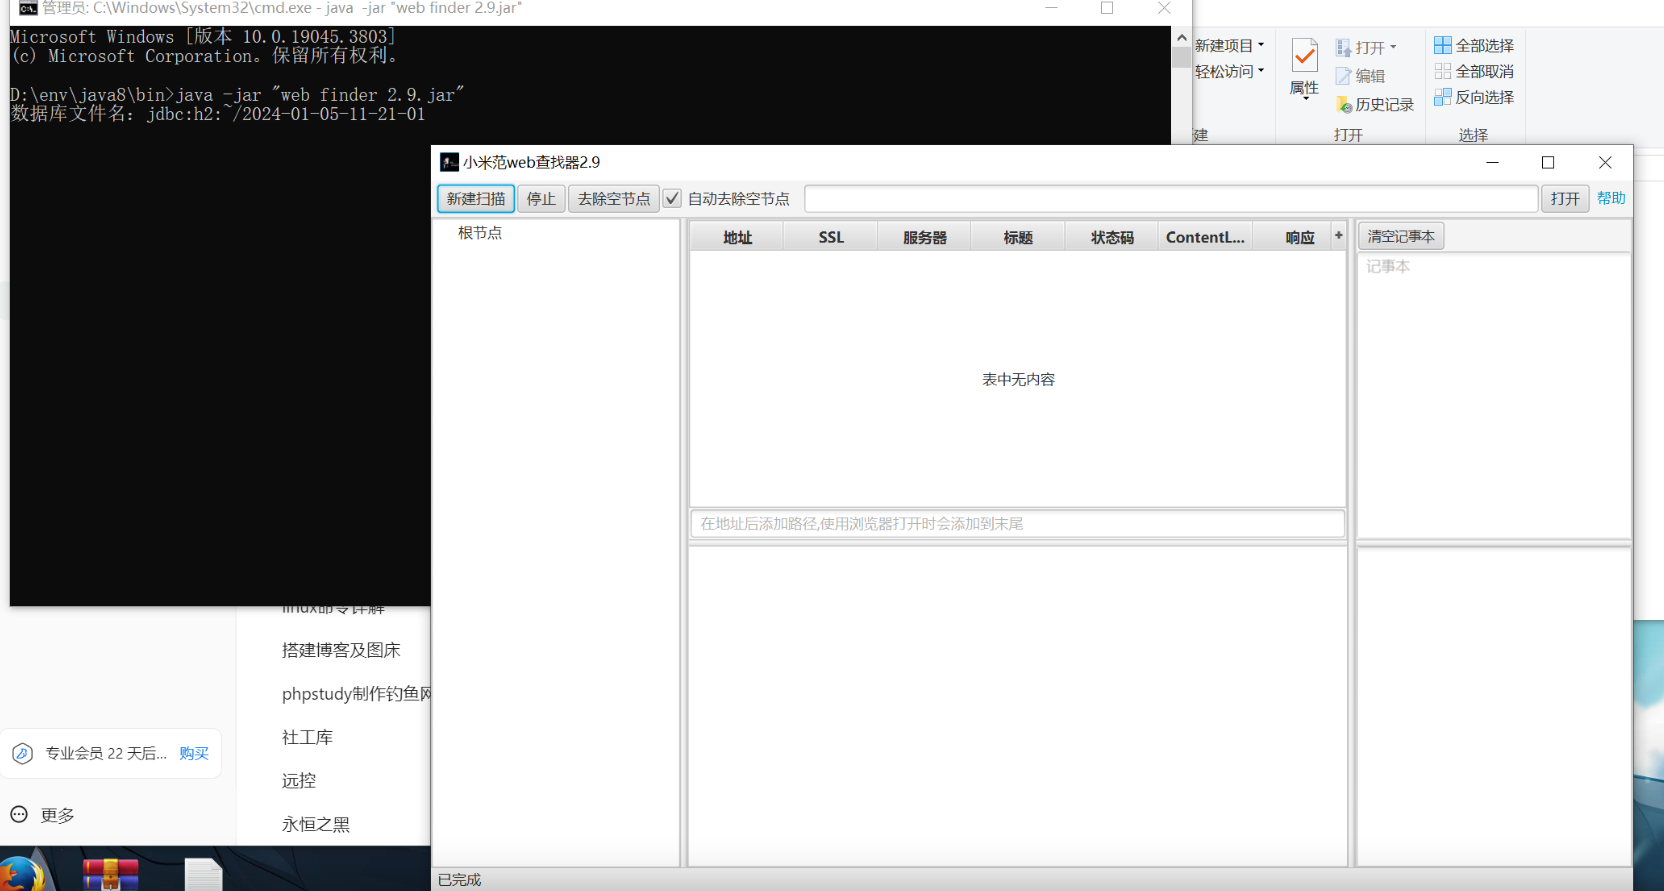 管理员: C:\Windows\System32\cmd.exe - java  -jar "web finder 2.9.jar"
Microsoft Windows [版本 10.0.19045.3803]
(c) Microsoft Corporation。保留所有权利。
D:\env\java8\bin>java -jar "web finder 2.9.jar"
数据库文件名: jdbc:h2:~/2024-01-05-11-21-01
新建项目
轻松访问
建
属性
打开
编辑
历史记录
打开
全部选择
全部取消
反向选择
选择
小米范web查找器2.9
新建扫描 停止 去除空节点 自动去除空节点 打开 帮助
根节点
地址 SSL 服务器 标题 状态码 ContentL... 响应 +
表中无内容
在地址后添加路径,使用浏览器打开时会添加到末尾
清空记事本
记事本
已完成
linux命令详解
搭建博客及图床
phpstudy制作钓鱼网
社工库
远控
永恒之黑
专业会员 22 天后... 购买
更多